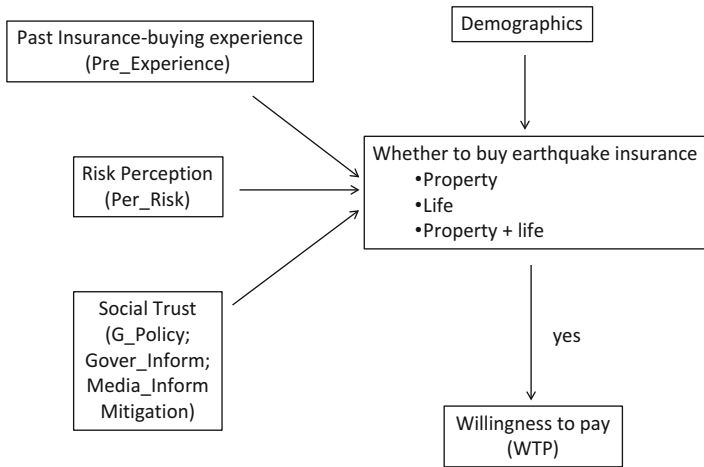 Past Insurance-buying experience
(Pre_Experience)
Demographics
Risk Perception
(Per_Risk)
Whether to buy earthquake insurance
•Property
•Life
•Property + life
Social Trust
(G_Policy;
Gover_Inform;
Media_Inform
Mitigation)
yes
Willingness to pay
(WTP)